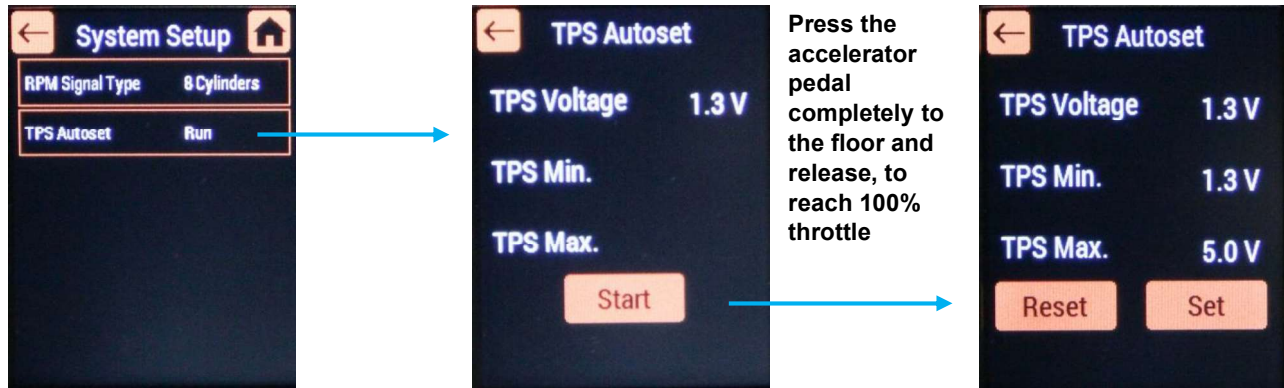 System Setup
RPM Signal Type 8 Cylinders
TPS Autoset Run
TPS Autoset
TPS Voltage 1.3 V
TPS Min.
TPS Max.
Start
Press the
accelerator
pedal
completely to
the floor and
release, to
reach 100%
throttle
TPS Autoset
TPS Voltage 1.3 V
TPS Min. 1.3 V
TPS Max. 5.0 V
Reset Set